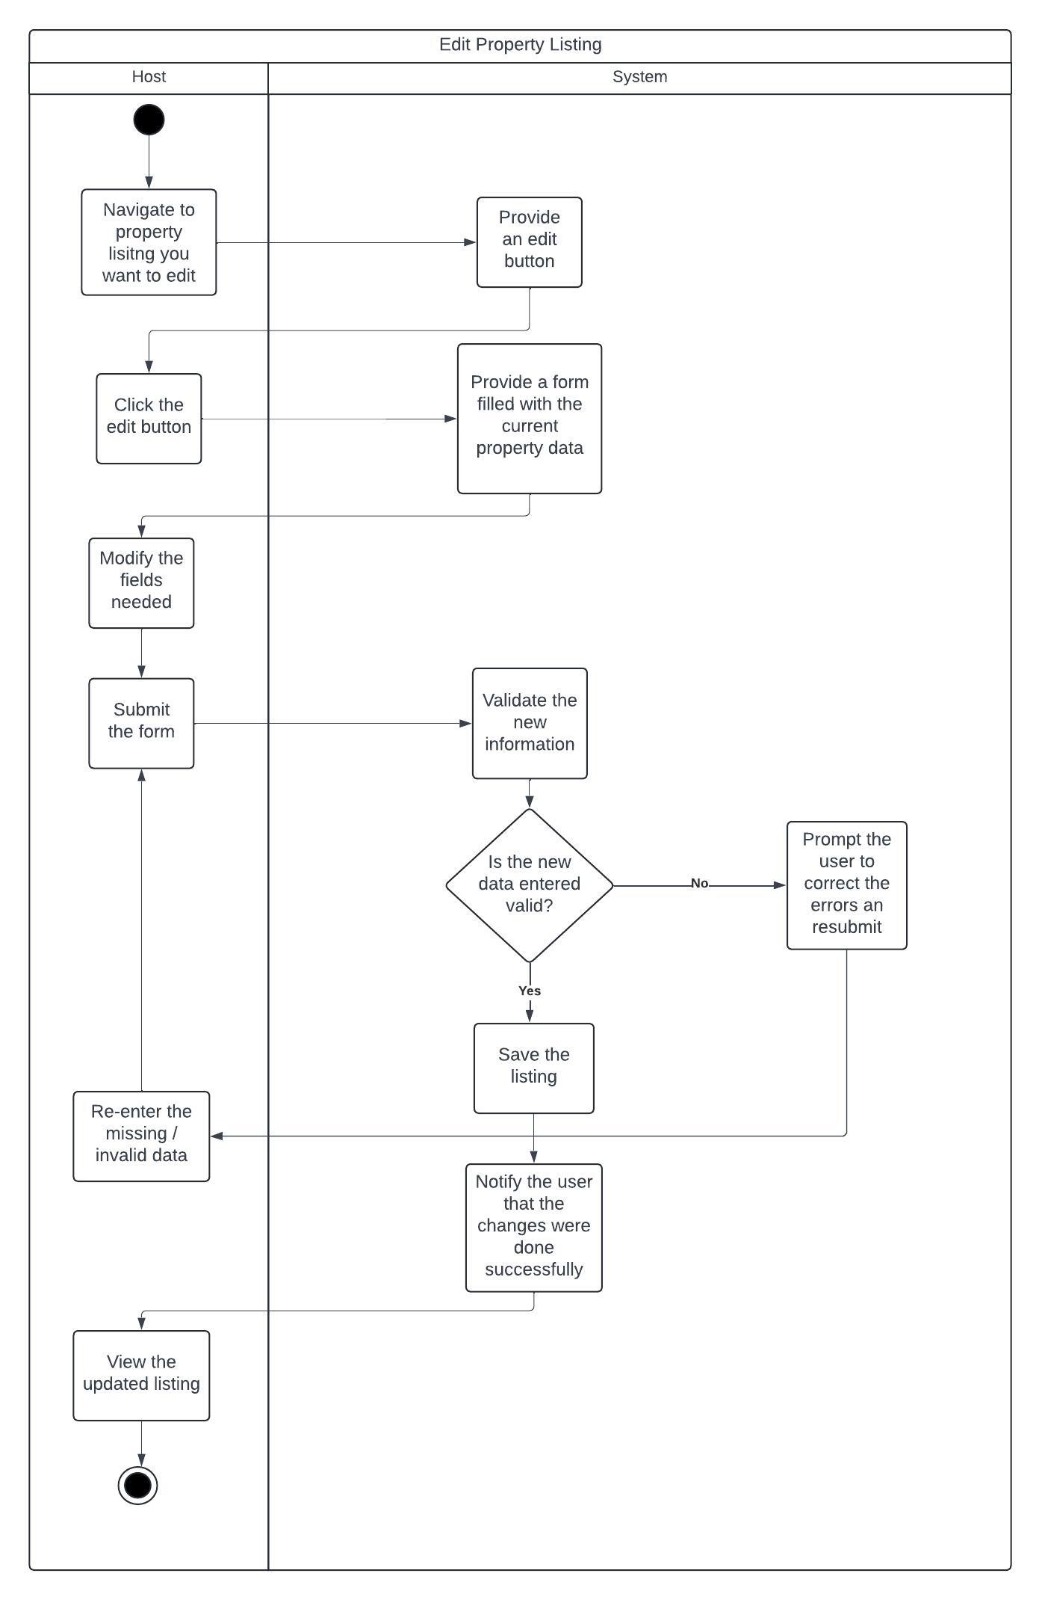 Edit Property Listing
Host
System
Navigate to
property
lisitng you
want to edit
Provide
an edit
button
Click the
edit button
Provide a form
filled with the
current
property data
Modify the
fields
needed
Submit
the form
Validate the
new
information
Is the new
data entered
valid?
No
Prompt the
user to
correct the
errors an
resubmit
Yes
Save the
listing
Re-enter the
missing /
invalid data
Notify the user
that the
changes were
done
successfully
View the
updated listing